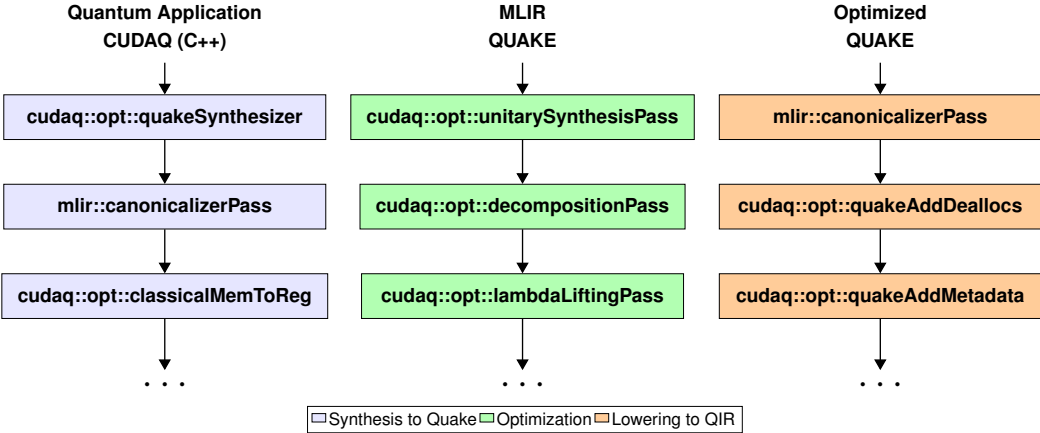 Quantum Application
CUDAQ (C++)
cudaq::opt::quakeSynthesizer
mlir::canonicalizerPass
cudaq::opt::classicalMemToReg
. . .
MLIR
QUAKE
cudaq::opt::unitarySynthesisPass
cudaq::opt::decompositionPass
cudaq::opt::lambdaLiftingPass
. . .
Optimized
QUAKE
mlir::canonicalizerPass
cudaq::opt::quakeAddDeallocs
cudaq::opt::quakeAddMetadata
. . .
Synthesis to Quake Optimization Lowering to QIR